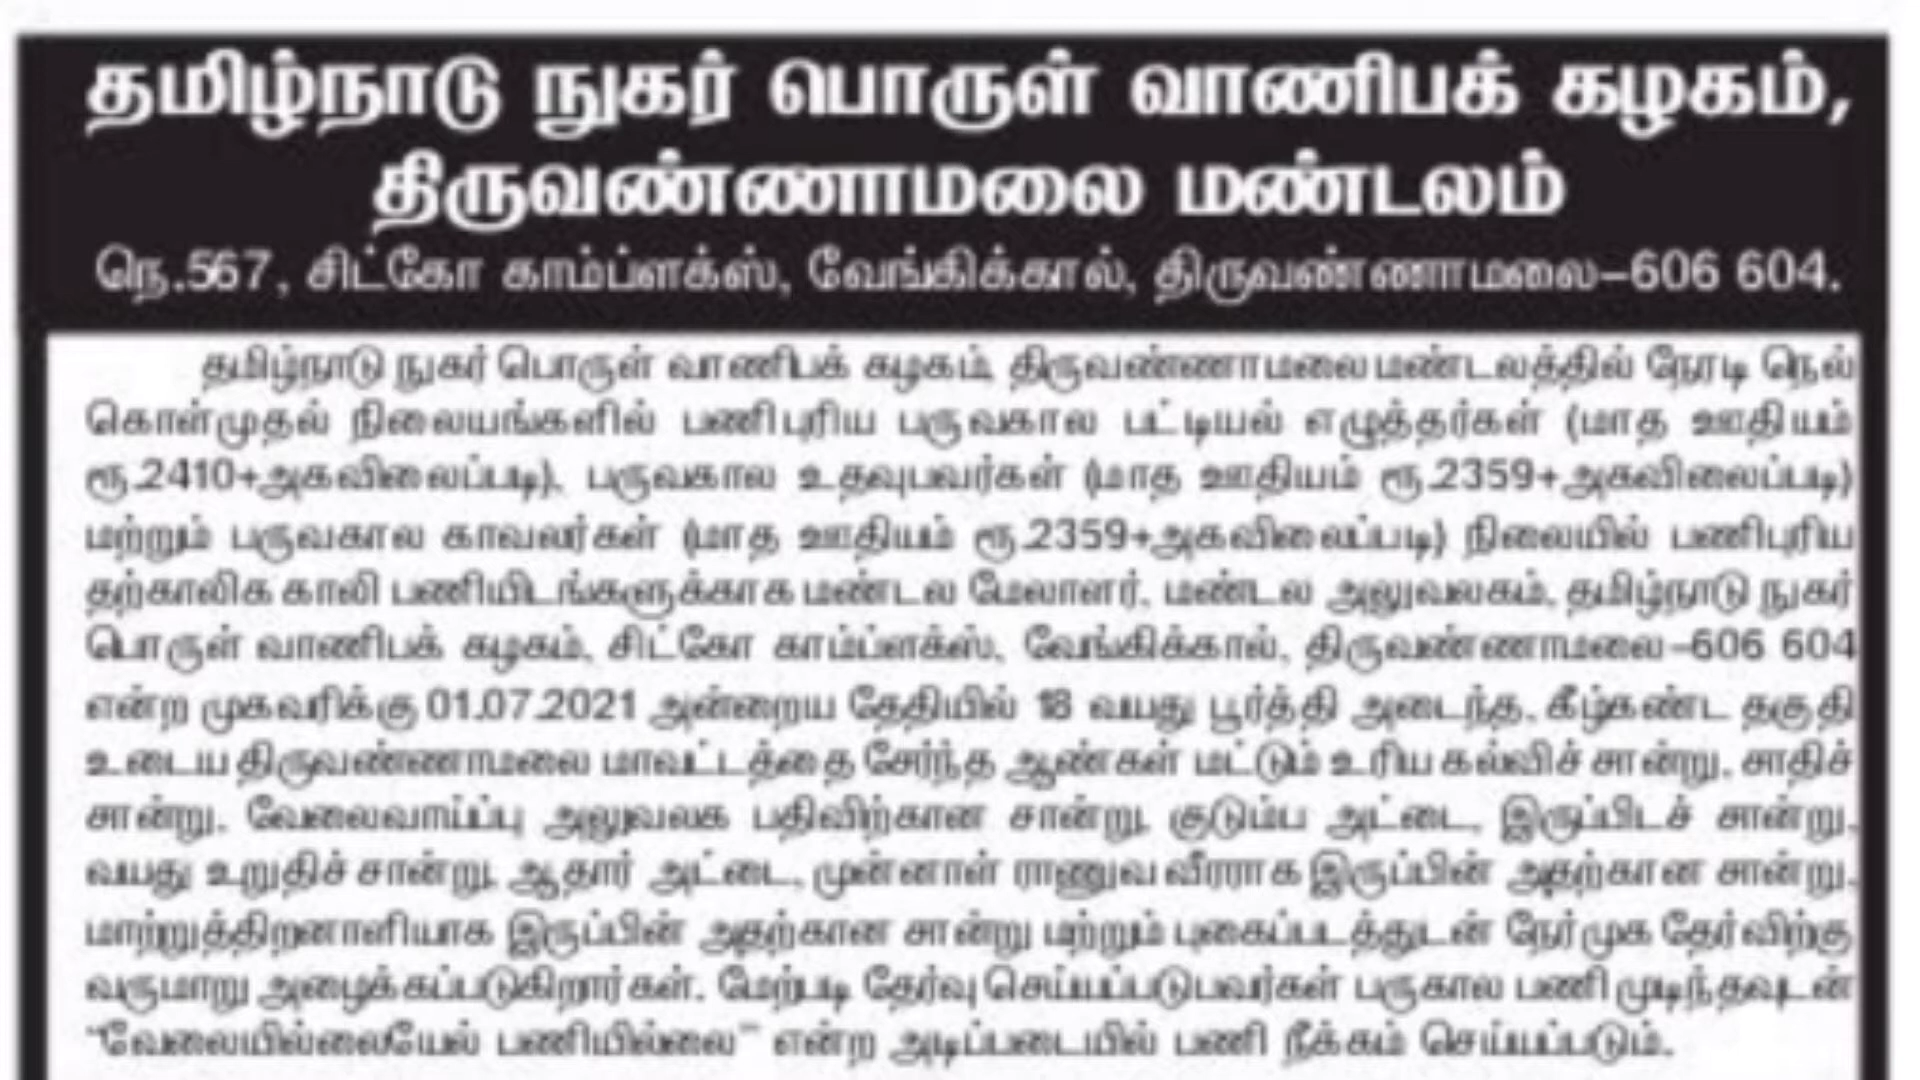 தமிழ்நாடு நுகர் பொருள் வாணிபக் கழகம்,
திருவண்ணாமலை மண்டலம்
நெ.567, சிட்கோ காம்ப்ளக்ஸ், வேங்கிக்கால், திருவண்ணாமலை–606 604.
தமிழ்நாடு நுகர் பொருள் வாணிபக் கழகம், திருவண்ணாமலை மண்டலத்தில் நேரடி நெல்
கொள்முதல் நிலையங்களில் பணிபுரிய பருவகால பட்டியல் எழுத்தர்கள் (மாத ஊதியம்
ரூ.2410+அகவிலைப்படி), பருவகால உதவுபவர்கள் (மாத ஊதியம் ரூ.2359+அகவிலைப்படி)
மற்றும் பருவகால காவலர்கள் (மாத ஊதியம் ரூ.2359+அகவிலைப்படி) நிலையில் பணிபுரிய
தற்காலிக காலி பணியிடங்களுக்காக மண்டல மேலாளர், மண்டல அலுவலகம், தமிழ்நாடு நுகர்
பொருள் வாணிபக் கழகம், சிட்கோ காம்ப்ளக்ஸ், வேங்கிக்கால், திருவண்ணாமலை–606 604
என்ற முகவரிக்கு 01.07.2021 அன்றைய தேதியில் 18 வயது பூர்த்தி அடைந்த, கீழ்கண்ட தகுதி
உடைய திருவண்ணாமலை மாவட்டத்தை சேர்ந்த ஆண்கள் மட்டும் உரிய கல்விச் சான்று, சாதிச்
சான்று, வேலைவாய்ப்பு அலுவலக பதிவிற்கான சான்று, குடும்ப அட்டை, இருப்பிடச் சான்று,
வயது உறுதிச் சான்று, ஆதார் அட்டை, முன்னாள் ராணுவ வீரராக இருப்பின் அதற்கான சான்று,
மாற்றுத்திறனாளியாக இருப்பின் அதற்கான சான்று மற்றும் புகைப்படத்துடன் நேர்முக தேர்விற்கு
வருமாறு அழைக்கப்படுகிறார்கள். மேற்படி தேர்வு செய்யப்படுபவர்கள் பருகால பணி முடிந்தவுடன்
"வேலையில்லையேல் பணியில்லை" என்ற அடிப்படையில் பணி நீக்கம் செய்யப்படும்.